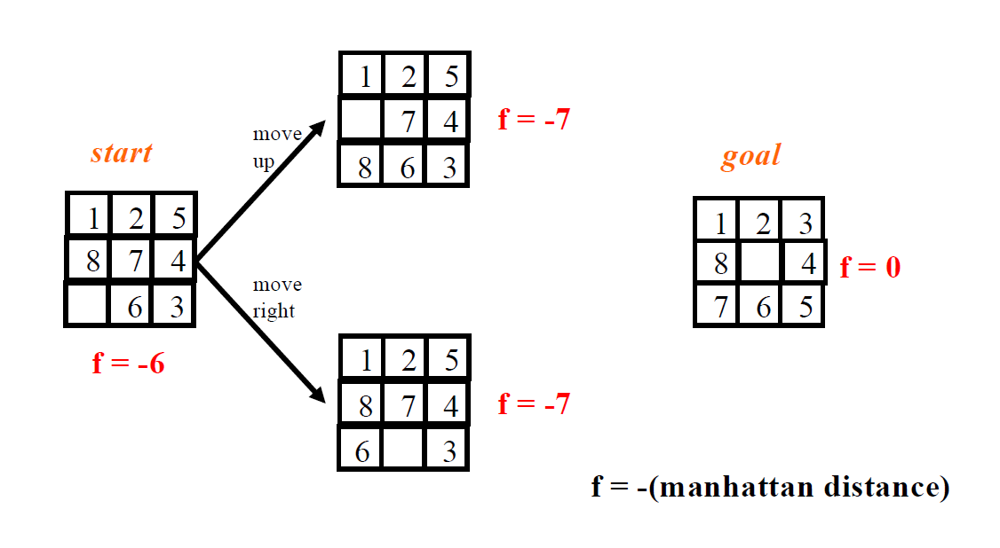 start
1 2 5
8 7 4
6 3
f = -6
move
up
1 2 5
7 4
8 6 3
f = -7
move
right
1 2 5
8 7 4
6 3
f = -7
goal
1 2 3
8 4
7 6 5
f = 0
f = -(manhattan distance)